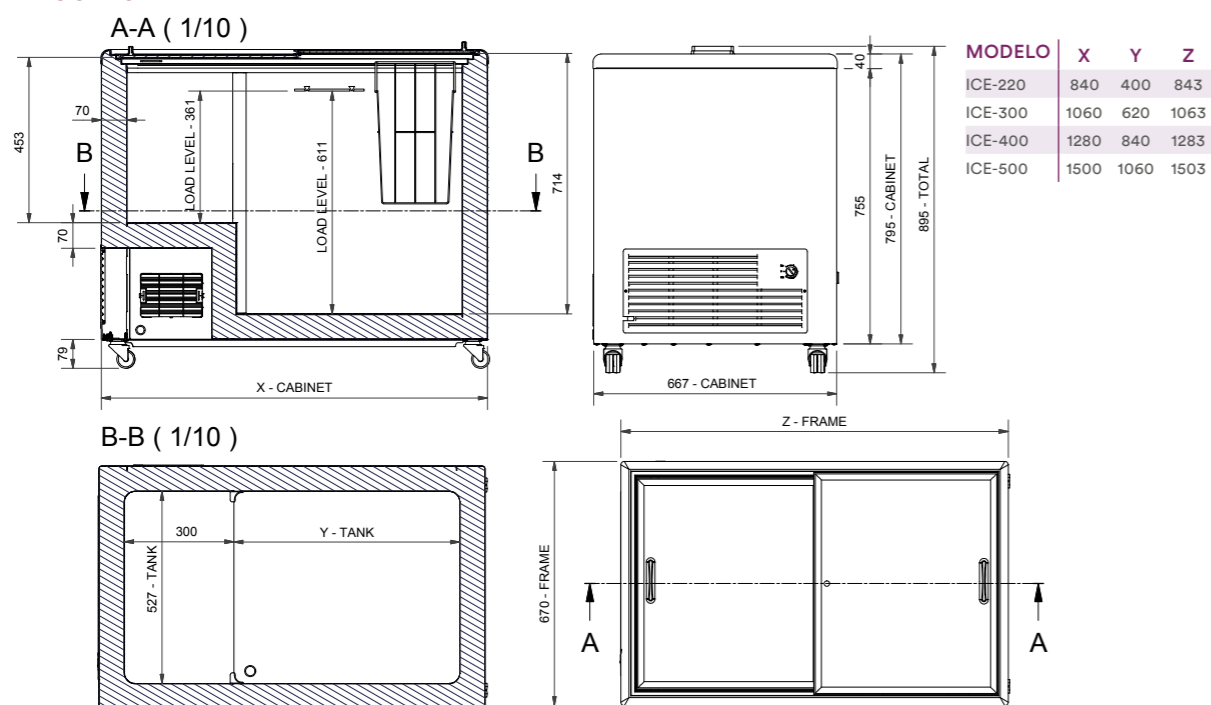 A-A ( 1/10 )
453
70
B
LOAD LEVEL - 361
LOAD LEVEL - 611
B
714
70
79
X - CABINET
40
755
795 - CABINET
895 - TOTAL
667 - CABINET
MODELO X Y Z
ICE-220 840 400 843
ICE-300 1060 620 1063
ICE-400 1280 840 1283
ICE-500 1500 1060 1503
B-B ( 1/10 )
300
Y - TANK
527 - TANK
Z - FRAME
670 - FRAME
A
A